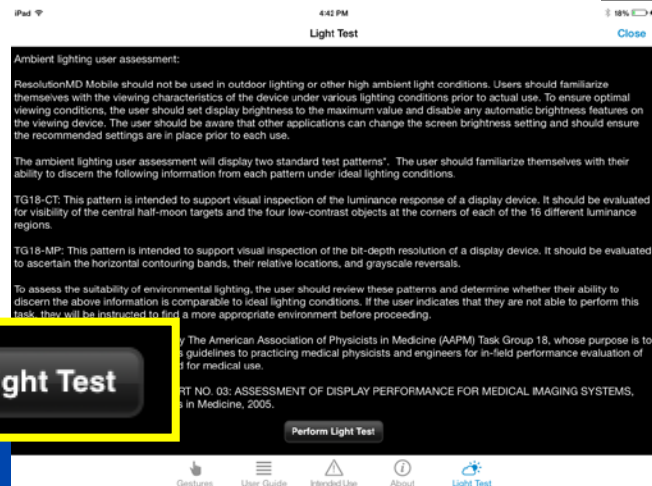 iPad
4:42 PM
18%
Light Test
Close
Ambient lighting user assessment:
ResolutionMD Mobile should not be used in outdoor lighting or other high ambient light conditions. Users should familiarize
themselves with the viewing characteristics of the device under various lighting conditions prior to actual use. To ensure optimal
viewing conditions, the user should set display brightness to the maximum value and disable any automatic brightness features on
the viewing device. The user should be aware that other applications can change the screen brightness setting and should ensure
the recommended settings are in place prior to each use.
The ambient lighting user assessment will display two standard test patterns*. The user should familiarize themselves with their
ability to discern the following information from each pattern under ideal lighting conditions.
TG18-CT: This pattern is intended to support visual inspection of the luminance response of a display device. It should be evaluated
for visibility of the central half-moon targets and the four low-contrast objects at the corners of each of the 16 different luminance
regions.
TG18-MP: This pattern is intended to support visual inspection of the bit-depth resolution of a display device. It should be evaluated
to ascertain the horizontal contouring bands, their relative locations, and grayscale reversals.
To assess the suitability of environmental lighting, the user should review these patterns and determine whether their ability to
discern the above information is comparable to ideal lighting conditions. If the user indicates that they are not able to perform this
task, they will be instructed to find a more appropriate environment before proceeding.
y The American Association of Physicists in Medicine (AAPM) Task Group 18, whose purpose is to
s guidelines to practicing medical physicists and engineers for in-field performance evaluation of
d for medical use.
ght Test
RT NO. 03: ASSESSMENT OF DISPLAY PERFORMANCE FOR MEDICAL IMAGING SYSTEMS,
s in Medicine, 2005.
Perform Light Test
Gestures
User Guide
Intended Use
About
Light Test